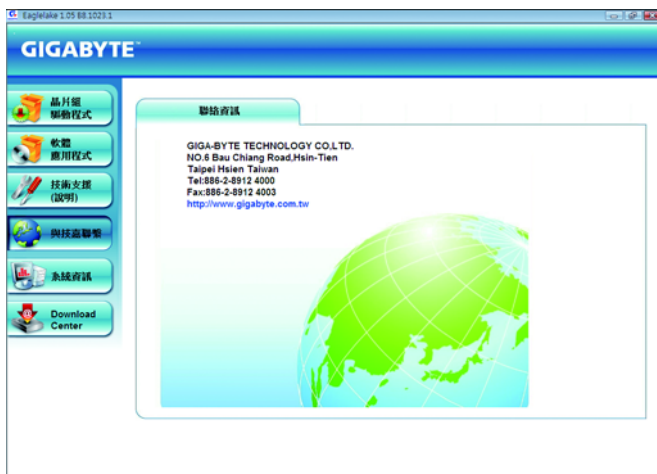 Eaglelake 1.05 B8.1023.1
GIGABYTE™
晶片組
驅動程式
軟體
應用程式
技術支援
(說明)
與技嘉聯繫
系統資訊
Download
Center
聯絡資訊
GIGA-BYTE TECHNOLOGY CO,LTD.
NO.6 Bau Chiang Road,Hsin-Tien
Taipei Hsien Taiwan
Tel:886-2-8912 4000
Fax:886-2-8912 4003
http://www.gigabyte.com.tw